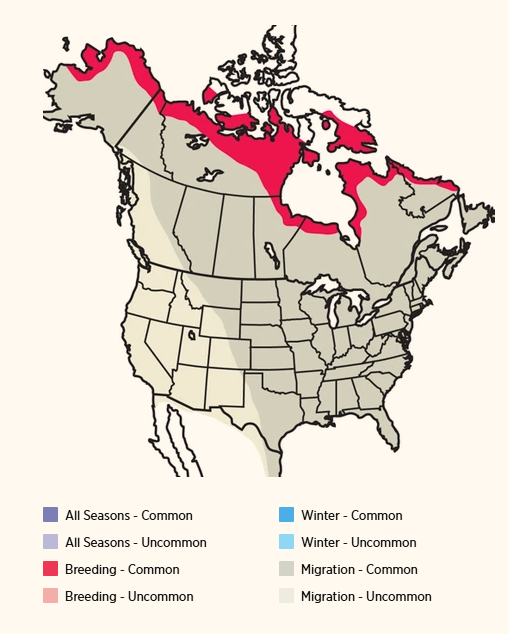 All Seasons - Common
All Seasons - Uncommon
Breeding - Common
Breeding - Uncommon
Winter - Common
Winter - Uncommon
Migration - Common
Migration - Uncommon